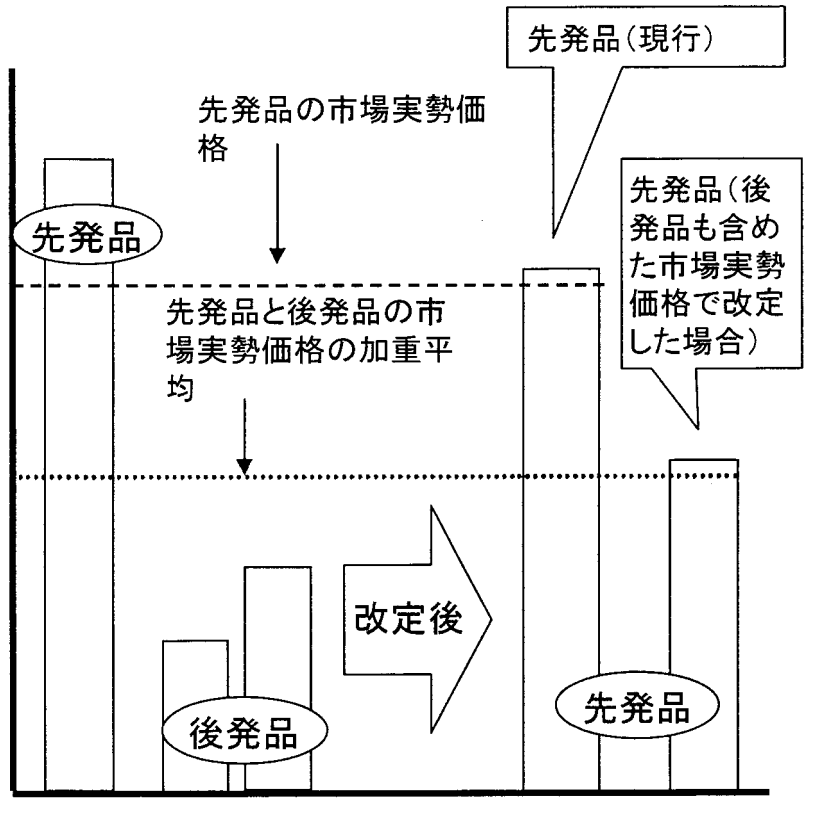 先発品（現行）
先発品の市場実勢価
格
先発品（後
発品も含め
た市場実勢
価格で改定
した場合）
先発品
先発品と後発品の市
場実勢価格の加重平
均
改定後
後発品
先発品